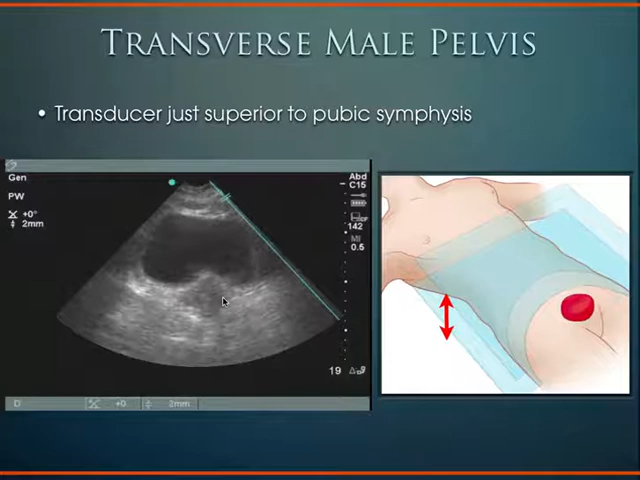 TRANSVERSE MALE PELVIS
• Transducer just superior to pubic symphysis
Gen
PW
+0°
2mm
Abd
C15
142
MI
0.5
19
D
+0
2mm